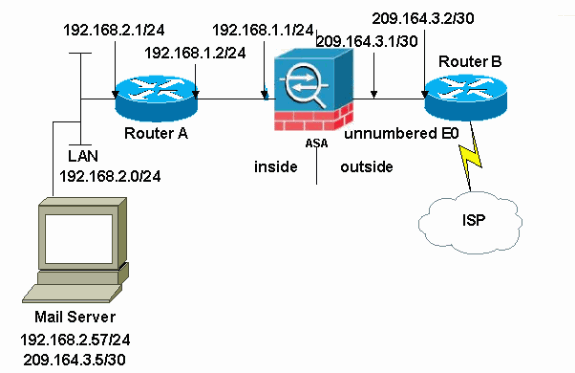 209.164.3.2/30
192.168.2.1/24
192.168.1.1/24
209.164.3.1/30
192.168.1.2/24
Router B
Router A
unnumbered E0
ASA
LAN
inside
outside
192.168.2.0/24
ISP
Mail Server
192.168.2.57/24
209.164.3.5/30